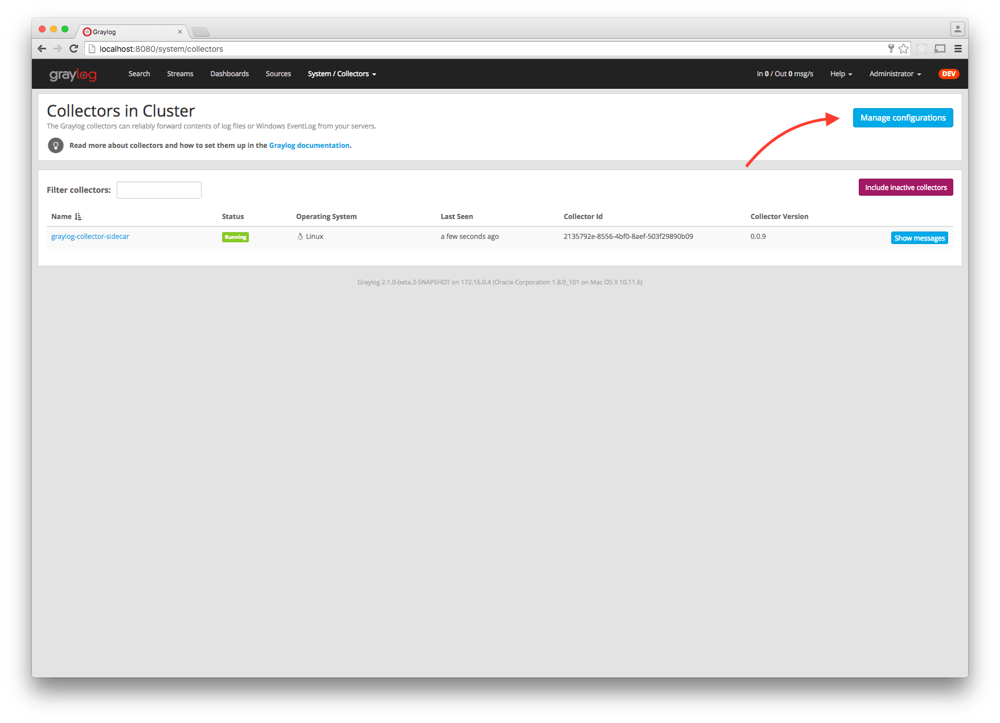 Graylog
localhost:8080/system/collectors
graylog Search Streams Dashboards Sources System / Collectors In 0 / Out 0 msg/s Help Administrator DEV
Collectors in Cluster
Manage configurations
The Graylog collectors can reliably forward contents of log files or Windows EventLog from your servers.
Read more about collectors and how to set them up in the Graylog documentation.
Filter collectors: Include inactive collectors
Name Status Operating System Last Seen Collector Id Collector Version
graylog-collector-sidecar Running Linux a few seconds ago 2135792e-8556-4bf0-8aef-503f29890b09 0.0.9 Show messages
Graylog 2.1.0-beta.2-SNAPSHOT on 172.16.0.4 (Oracle Corporation 1.8.0_101 on Mac OS X 10.11.6)